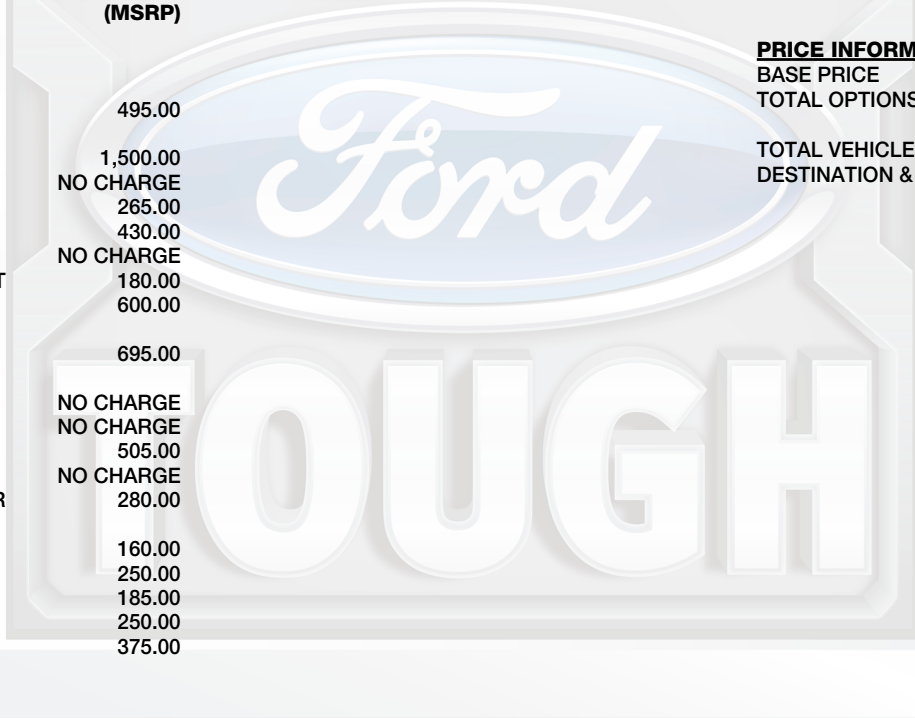 (MSRP)
495.00
1,500.00
NO CHARGE
265.00
430.00
NO CHARGE
T 180.00
600.00
695.00
NO CHARGE
NO CHARGE
505.00
NO CHARGE
R 280.00
160.00
250.00
185.00
250.00
375.00
PRICE INFORM
BASE PRICE
TOTAL OPTIONS
TOTAL VEHICLE
DESTINATION &
Ford
TOUGH